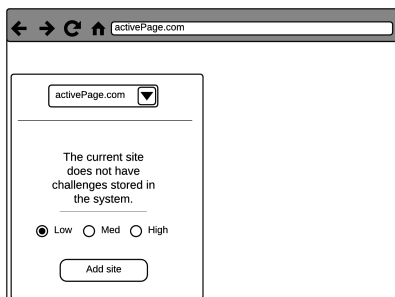 activePage.com
activePage.com
The current site
does not have
challenges stored in
the system.
Low Med High
Add site